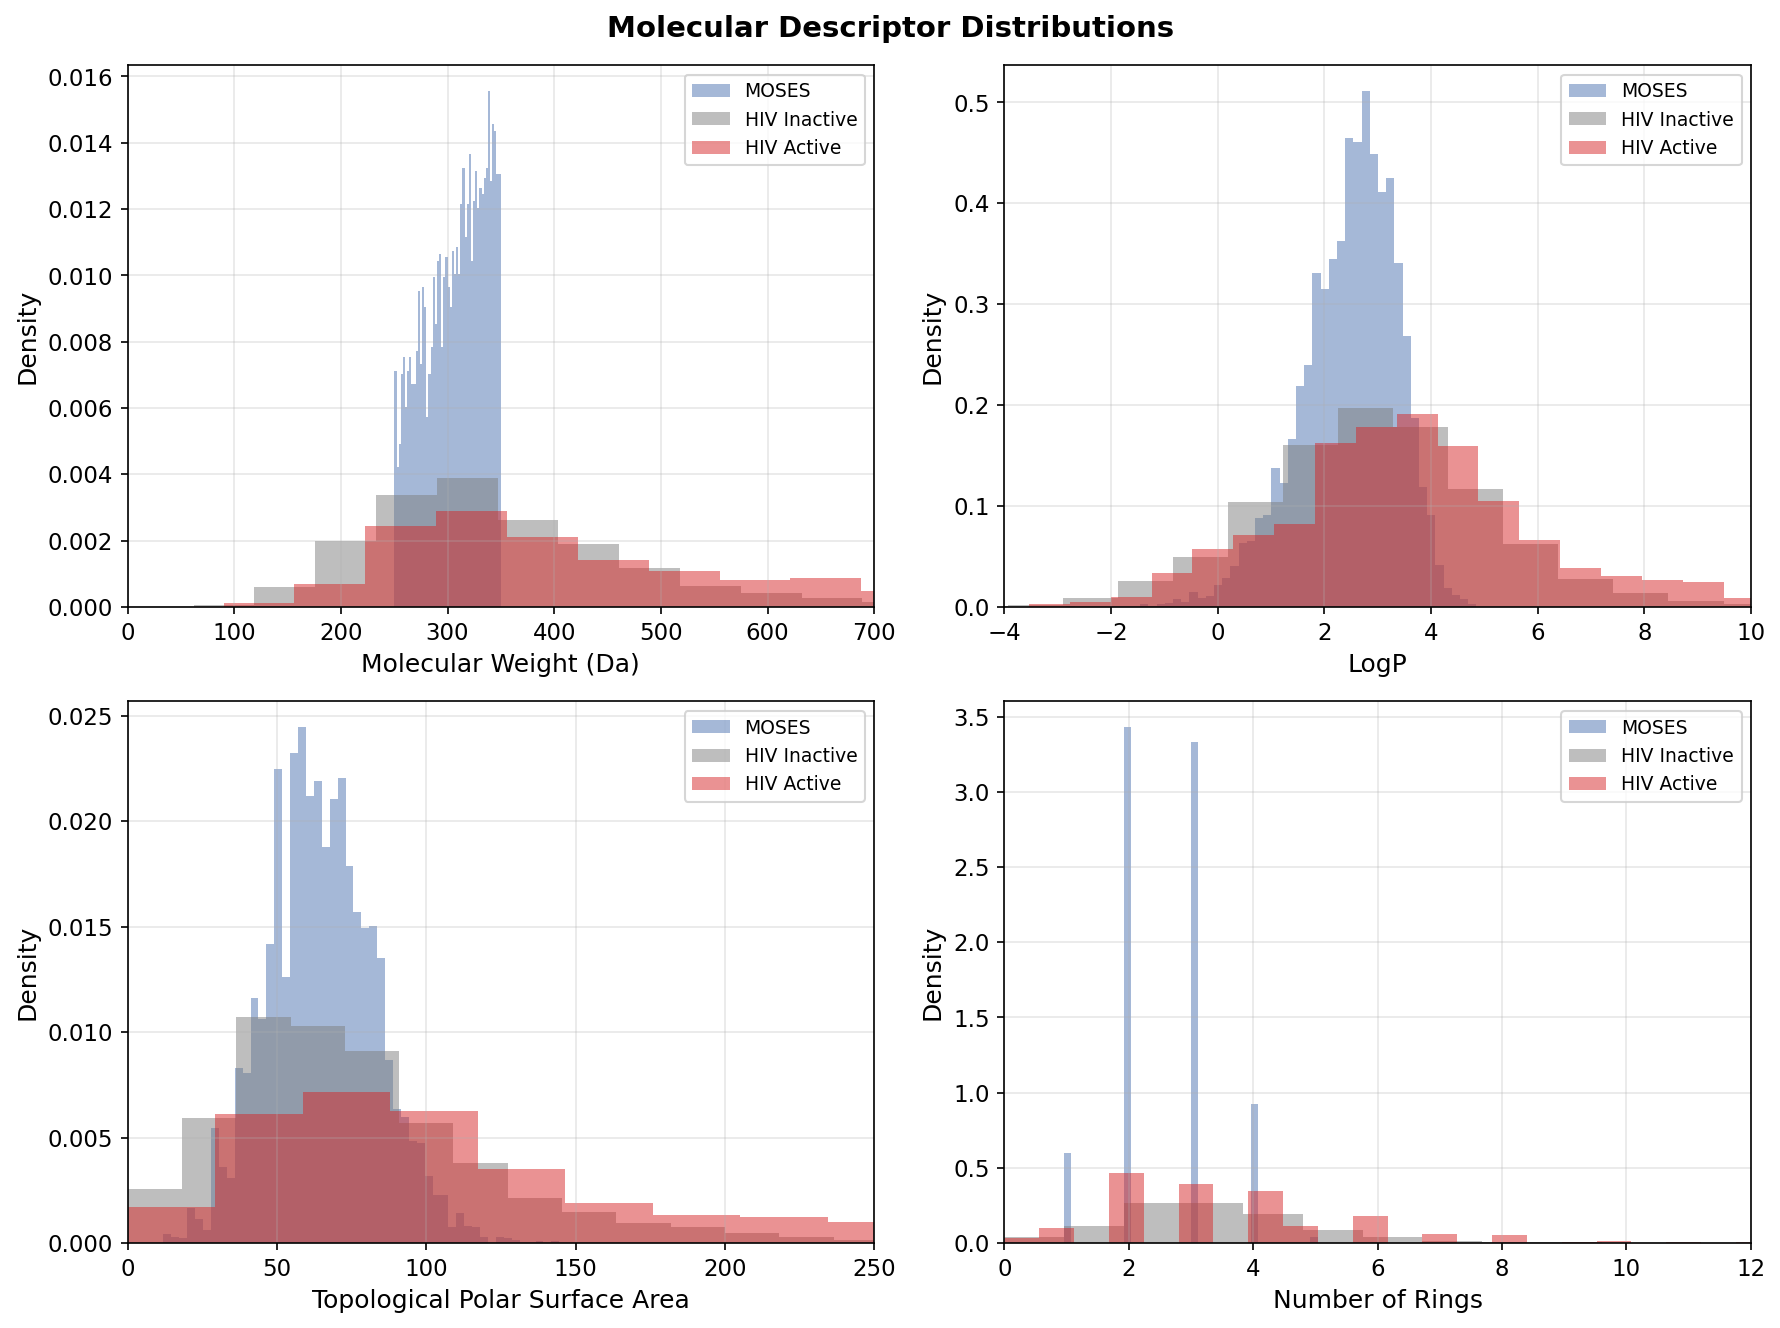 Molecular Descriptor Distributions
0.016
0.014
0.012
0.010
0.008
0.006
0.004
0.002
0.000
Density
0 100 200 300 400 500 600 700
Molecular Weight (Da)
MOSES
HIV Inactive
HIV Active
0.5
0.4
0.3
0.2
0.1
0.0
Density
−4 −2 0 2 4 6 8 10
LogP
MOSES
HIV Inactive
HIV Active
0.025
0.020
0.015
0.010
0.005
0.000
Density
0 50 100 150 200 250
Topological Polar Surface Area
MOSES
HIV Inactive
HIV Active
3.5
3.0
2.5
2.0
1.5
1.0
0.5
0.0
Density
0 2 4 6 8 10 12
Number of Rings
MOSES
HIV Inactive
HIV Active